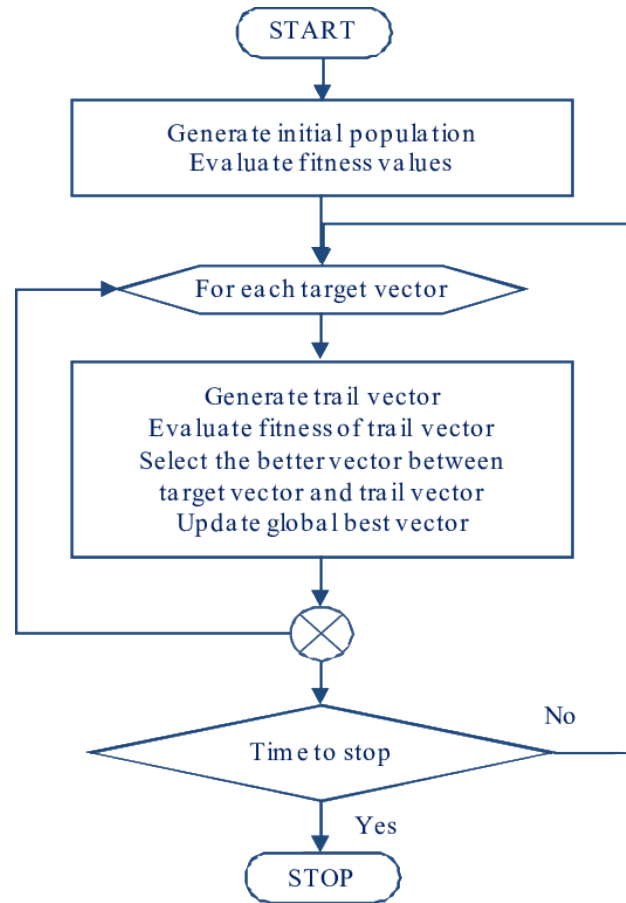 START
Generate initial population
Evaluate fitness values
For each target vector
Generate trail vector
Evaluate fitness of trail vector
Select the better vector between
target vector and trail vector
Update global best vector
No
Time to stop
Yes
STOP